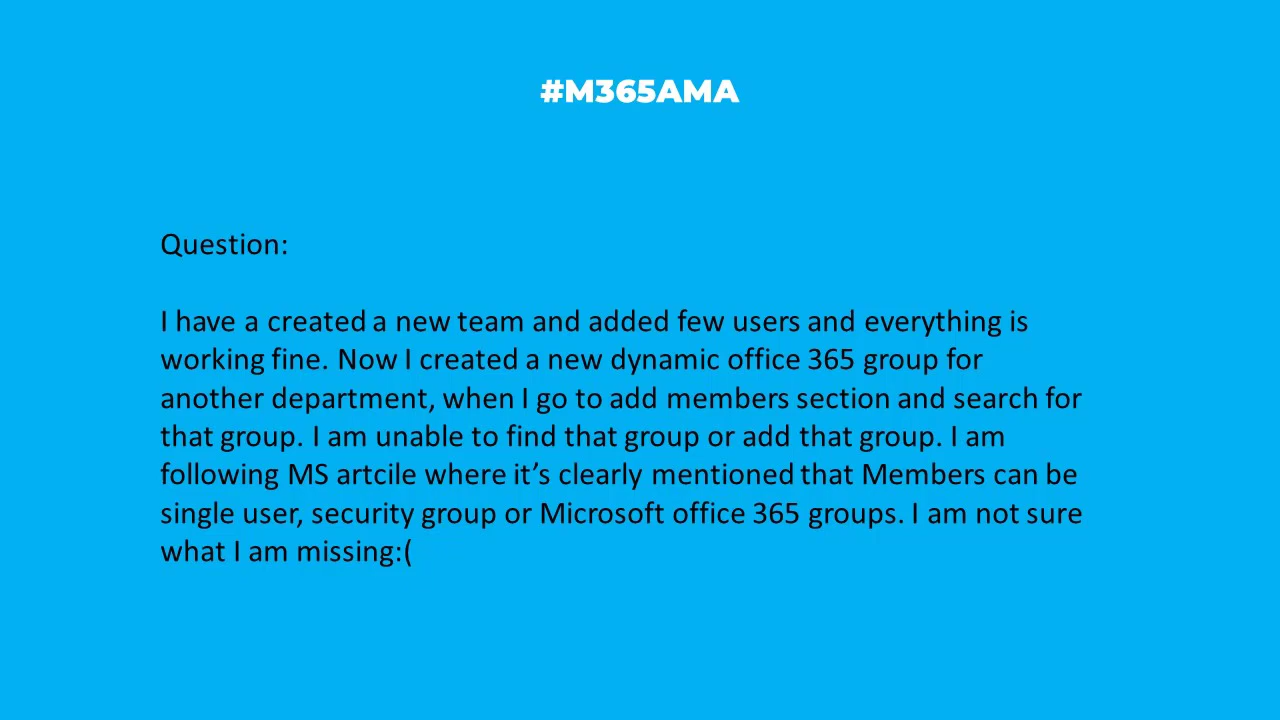 #M365AMA
Question:
I have a created a new team and added few users and everything is
working fine. Now I created a new dynamic office 365 group for
another department, when I go to add members section and search for
that group. I am unable to find that group or add that group. I am
following MS artcile where it’s clearly mentioned that Members can be
single user, security group or Microsoft office 365 groups. I am not sure
what I am missing:(